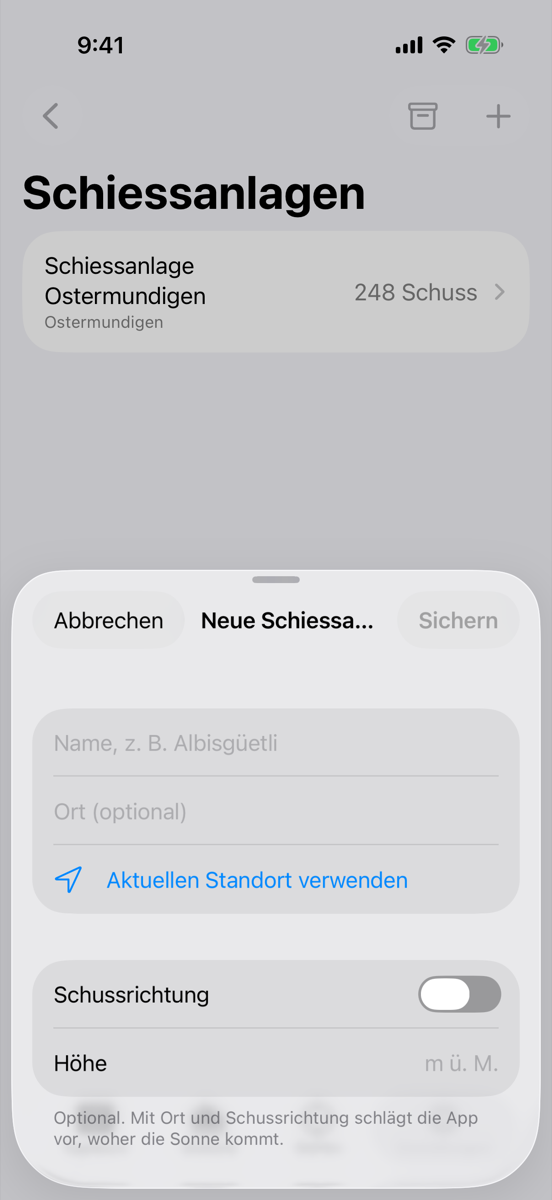 9:41
Schiessanlagen
Schiessanlage
Ostermundigen
Ostermundigen
248 Schuss
Abbrechen
Neue Schiessa...
Sichern
Name, z. B. Albisgüetli
Ort (optional)
Aktuellen Standort verwenden
Schussrichtung
Höhe
m ü. M.
Optional. Mit Ort und Schussrichtung schlägt die App
vor, woher die Sonne kommt.